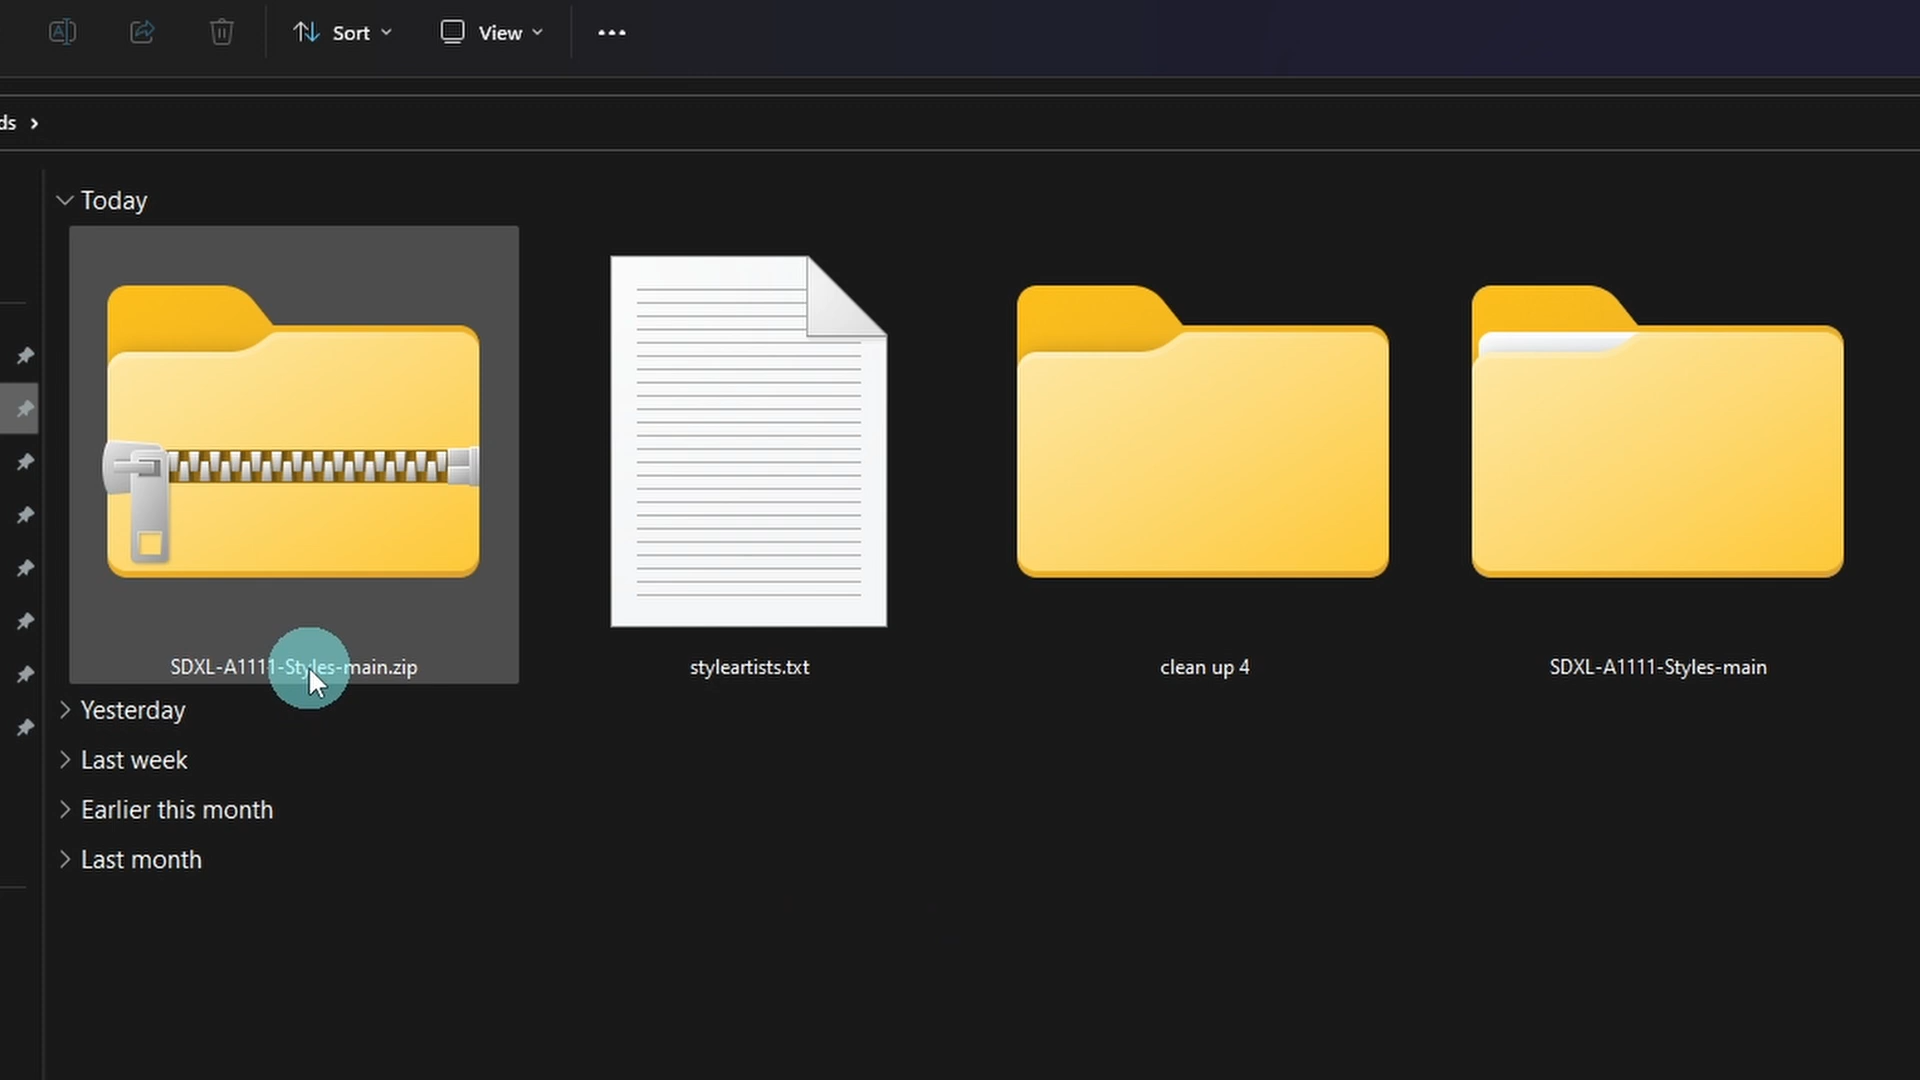 Sort
View
ds
Today
SDXL-A1111-Styles-main.zip
styleartists.txt
clean up 4
SDXL-A1111-Styles-main
Yesterday
Last week
Earlier this month
Last month